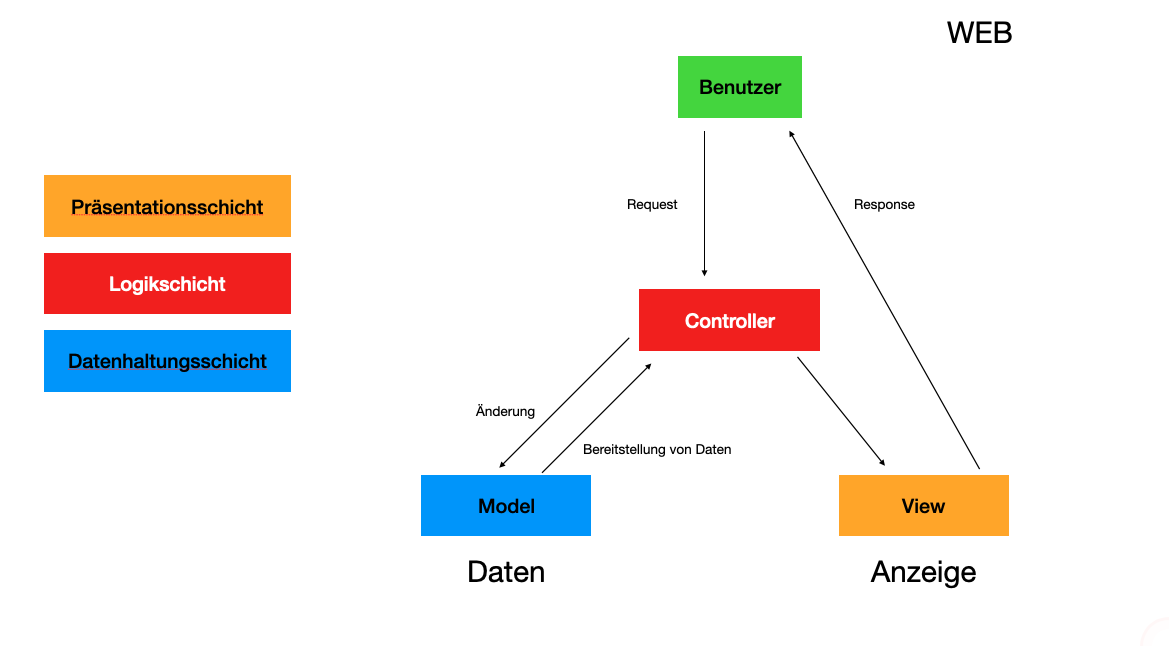 WEB
Benutzer
Präsentationsschicht
Request
Response
Logikschicht
Controller
Datenhaltungsschicht
Änderung
Bereitstellung von Daten
Model
View
Daten
Anzeige